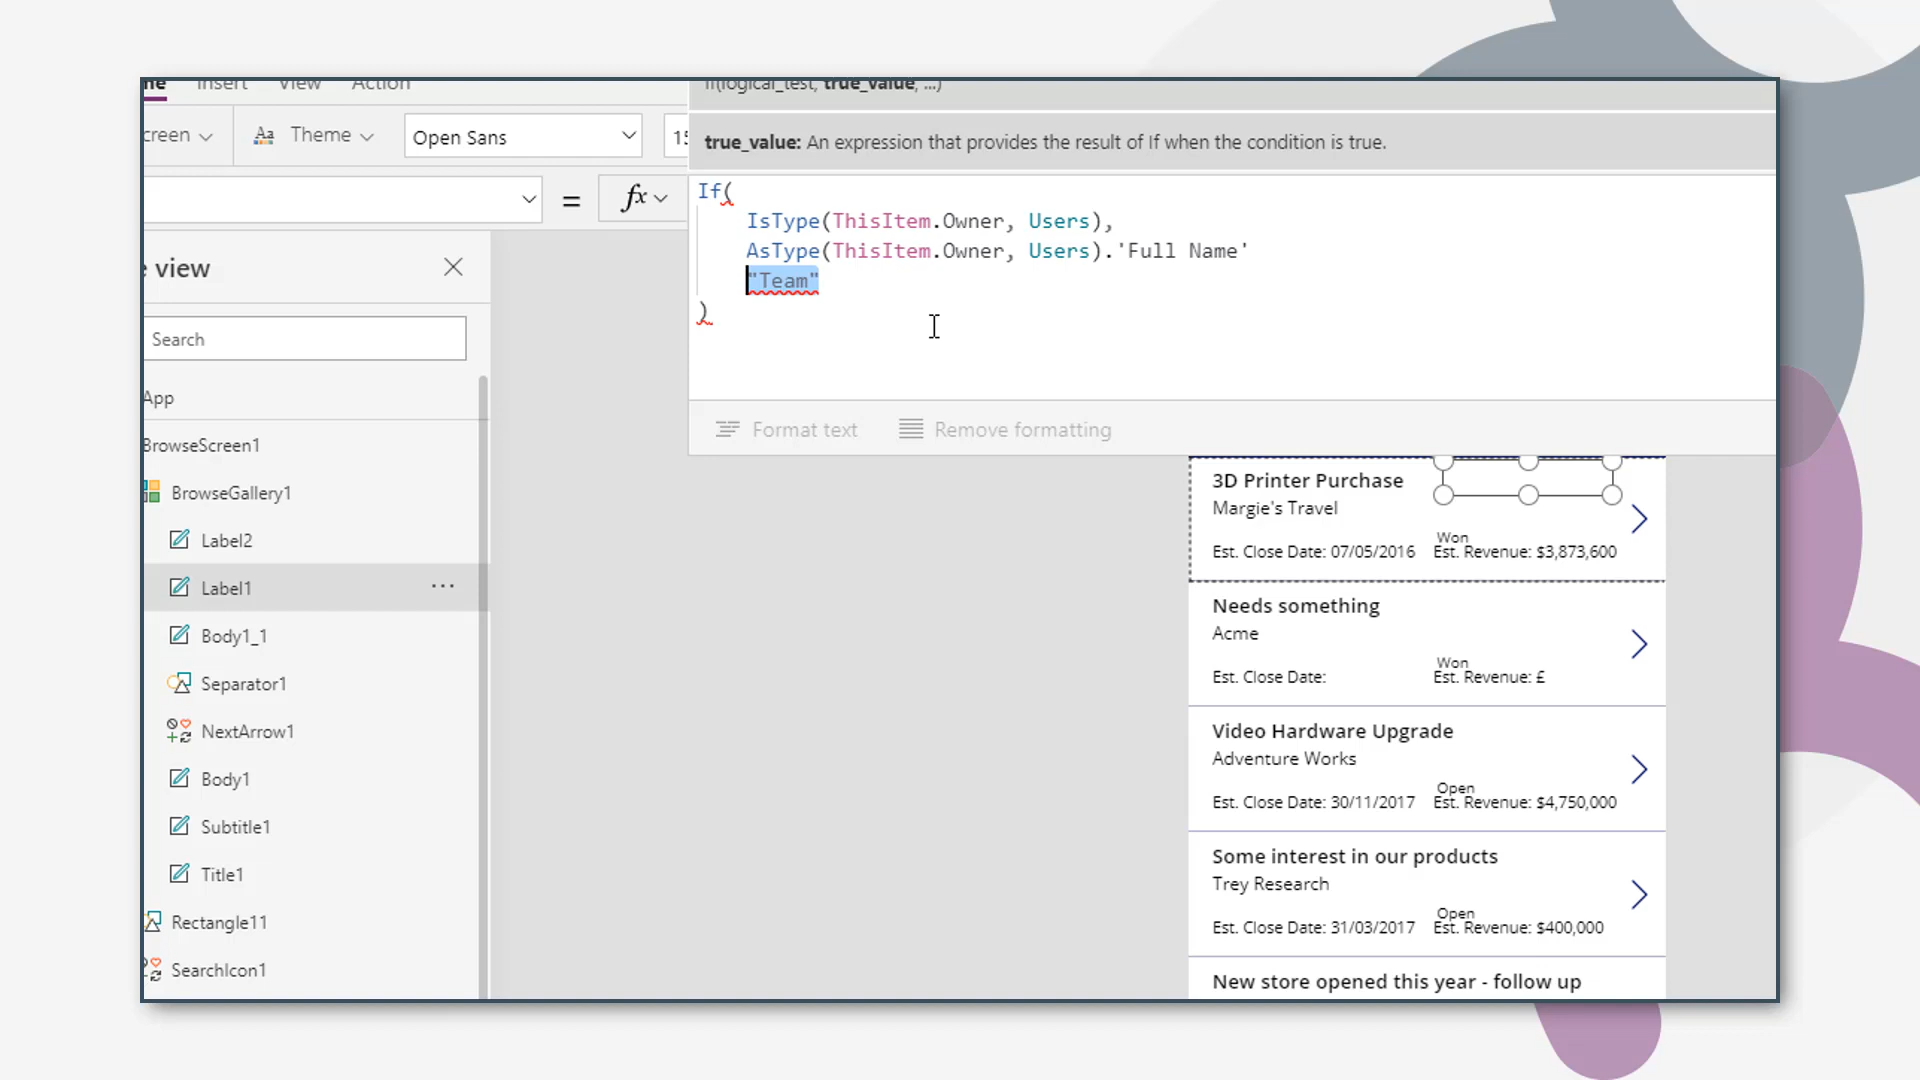 me Insert View Action
If(logical_test, true_value, ...)
creen
Theme
Open Sans
15
true_value: An expression that provides the result of If when the condition is true.
=
fx
If(
IsType(ThisItem.Owner, Users),
AsType(ThisItem.Owner, Users).'Full Name'
"Team"
)
Format text
Remove formatting
e view
Search
App
BrowseScreen1
BrowseGallery1
Label2
Label1
...
Body1_1
Separator1
NextArrow1
Body1
Subtitle1
Title1
Rectangle11
SearchIcon1
3D Printer Purchase
Margie's Travel
Won
Est. Close Date: 07/05/2016
Est. Revenue: $3,873,600
Needs something
Acme
Won
Est. Close Date:
Est. Revenue: £
Video Hardware Upgrade
Adventure Works
Open
Est. Close Date: 30/11/2017
Est. Revenue: $4,750,000
Some interest in our products
Trey Research
Open
Est. Close Date: 31/03/2017
Est. Revenue: $400,000
New store opened this year - follow up